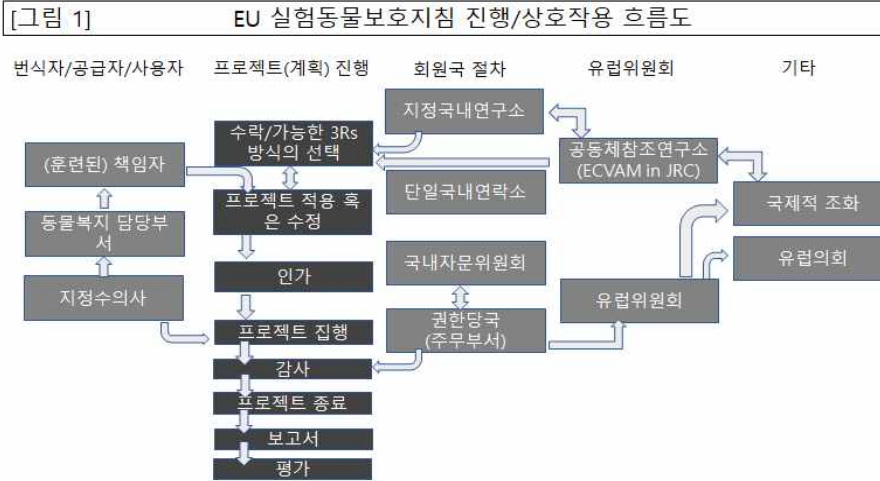 [그림 1] EU 실험동물보호지침 진행/상호작용 흐름도
번식자/공급자/사용자 프로젝트(계획) 진행 회원국 절차 유럽위원회 기타
(훈련된) 책임자
동물복지 담당부
서
지정수의사
수락/가능한 3Rs
방식의 선택
프로젝트 적용 혹
은 수정
인가
프로젝트 집행
감사
프로젝트 종료
보고서
평가
지정국내연구소
단일국내연락소
국내자문위원회
권한당국
(주무부서)
공동체참조연구소
(ECVAM in JRC)
유럽위원회
국제적 조화
유럽의회